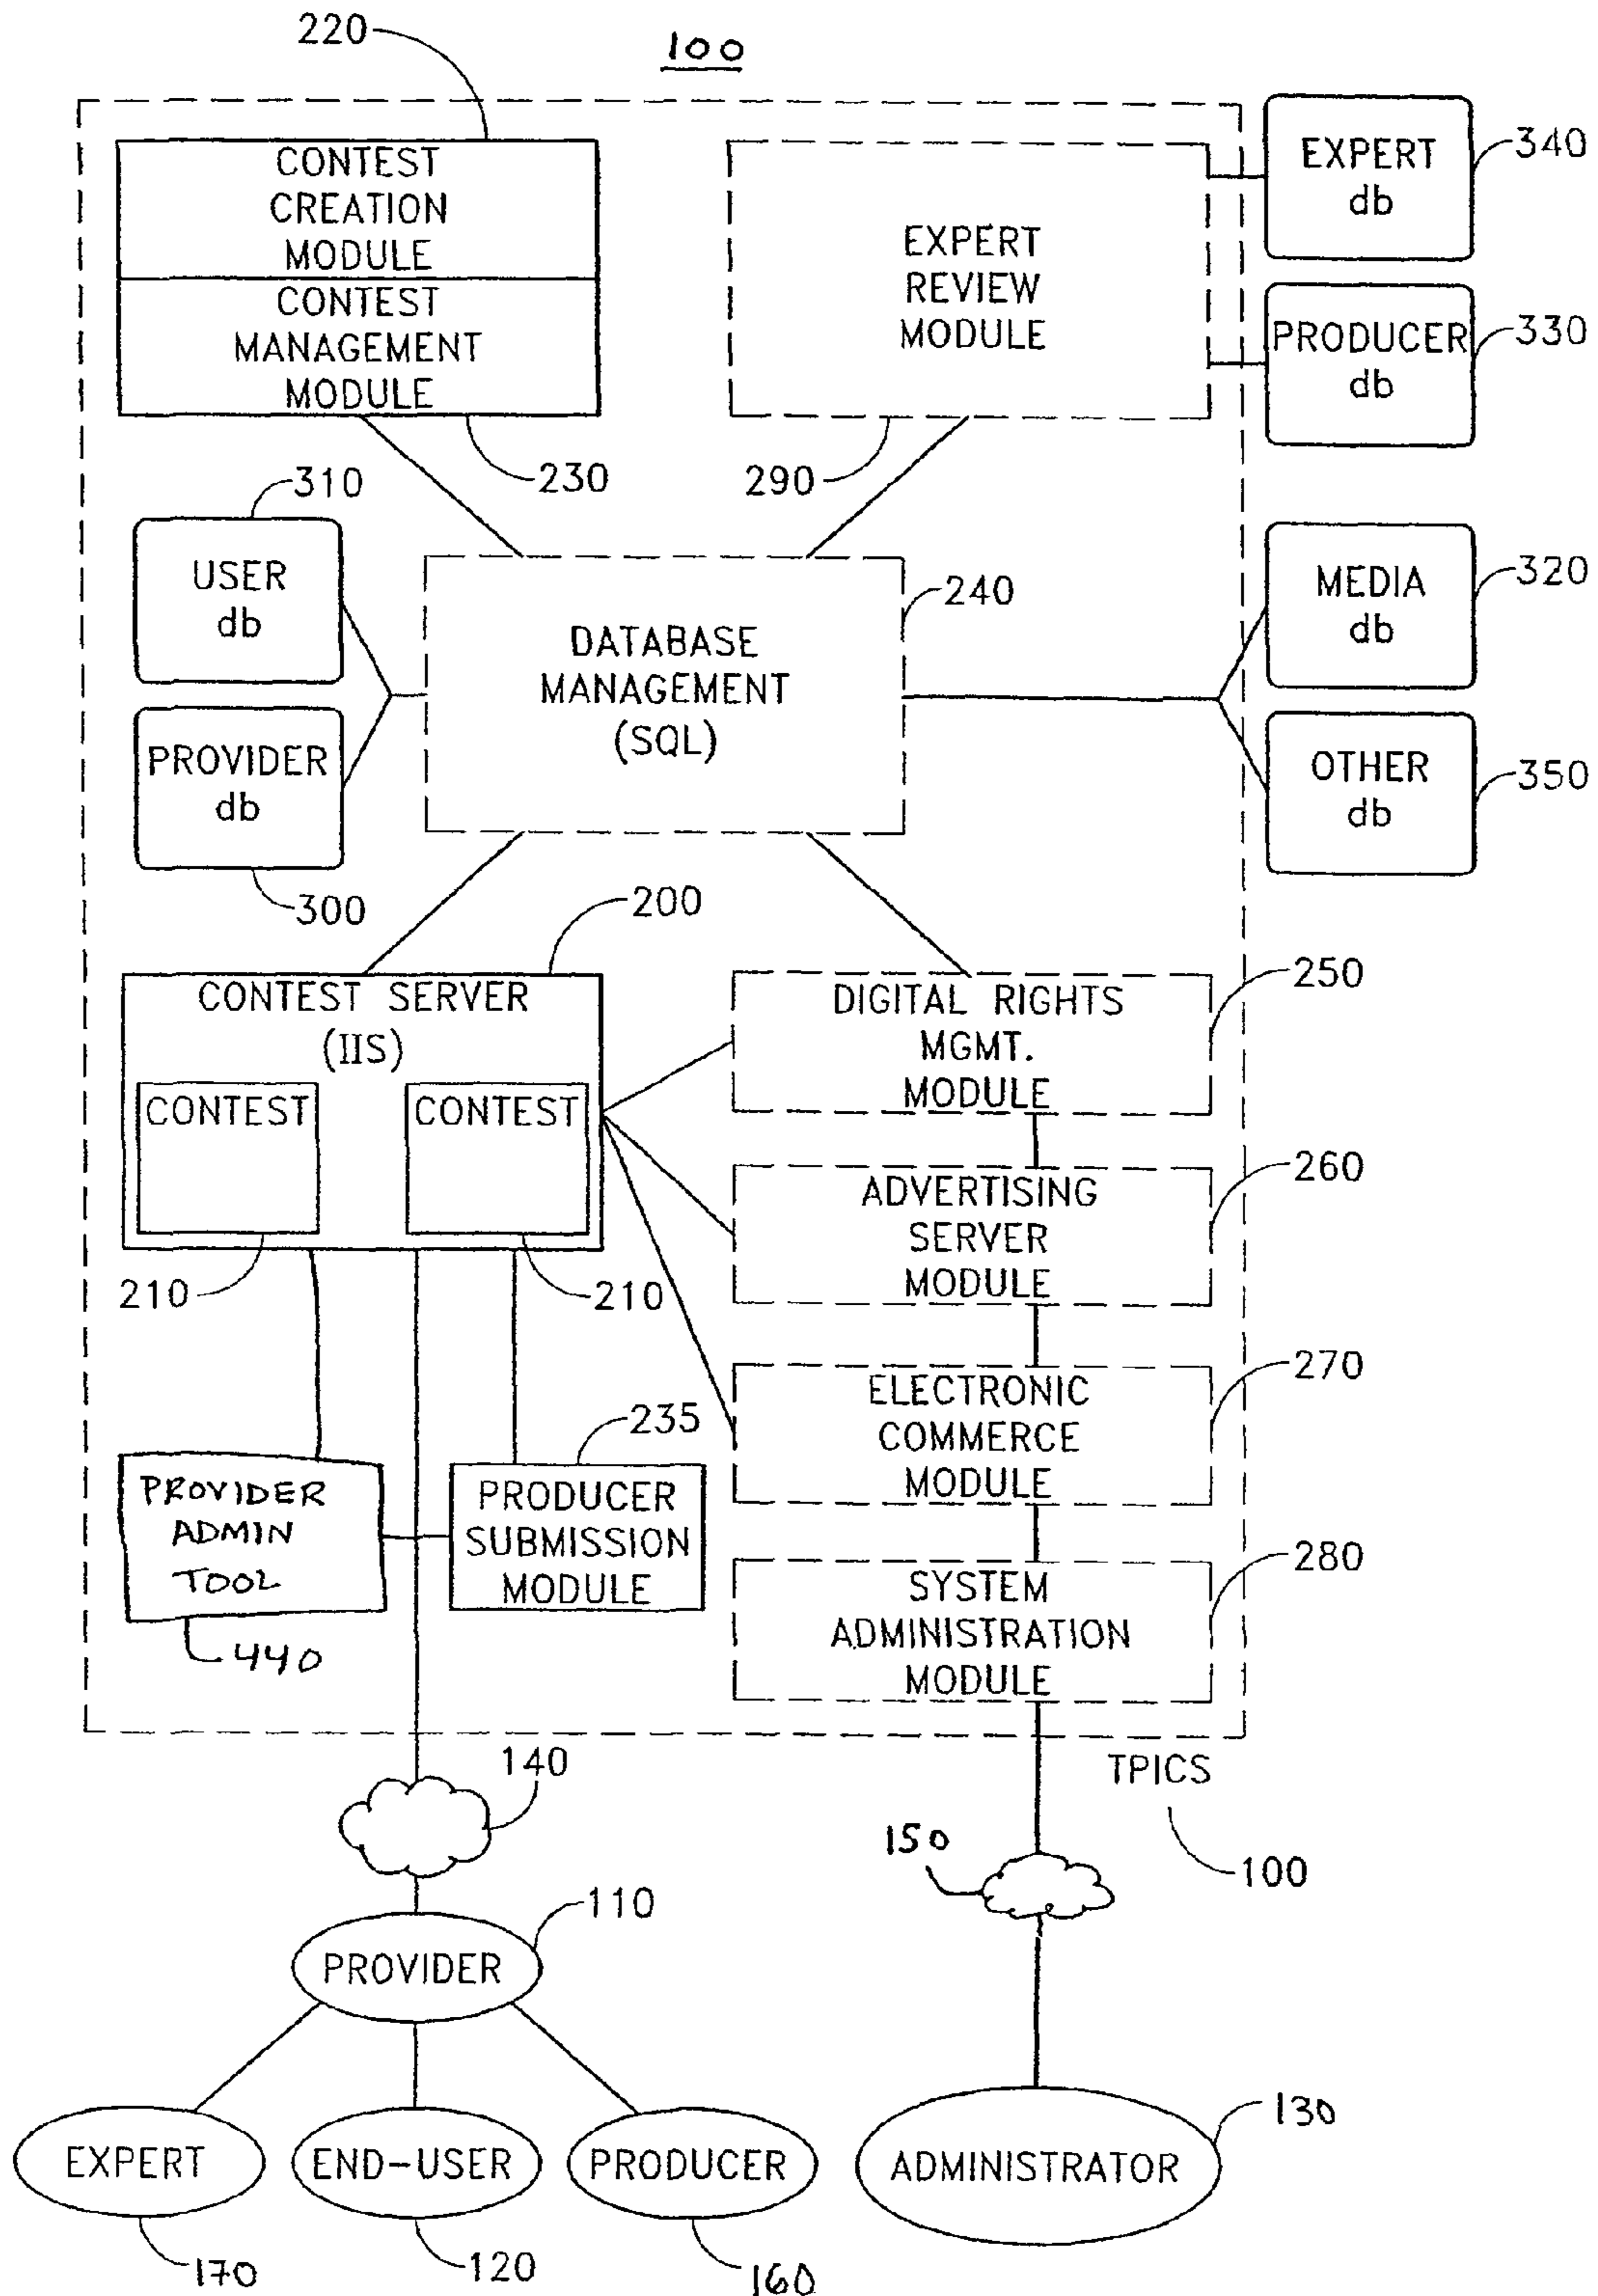 220
100
CONTEST
CREATION
MODULE
CONTEST
MANAGEMENT
MODULE
230
EXPERT
REVIEW
MODULE
290
EXPERT
db
340
PRODUCER
db
330
310
USER
db
PROVIDER
db
300
DATABASE
MANAGEMENT
(SQL)
240
MEDIA
db
320
OTHER
db
350
200
CONTEST SERVER
(IIS)
CONTEST
CONTEST
210
210
DIGITAL RIGHTS
MGMT.
MODULE
250
ADVERTISING
SERVER
MODULE
260
ELECTRONIC
COMMERCE
MODULE
270
235
PROVIDER
ADMIN
TOOL
440
PRODUCER
SUBMISSION
MODULE
SYSTEM
ADMINISTRATION
MODULE
280
TPICS
100
140
150
110
PROVIDER
EXPERT
170
END-USER
120
PRODUCER
160
ADMINISTRATOR
130